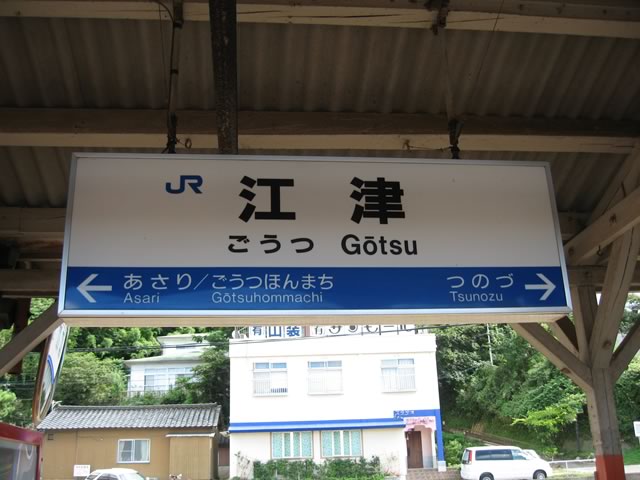 JR 江津
ごうつ Gōtsu
← あさり/ごうつほんまち つのづ →
Asari Gōtsuhommachi Tsunozu